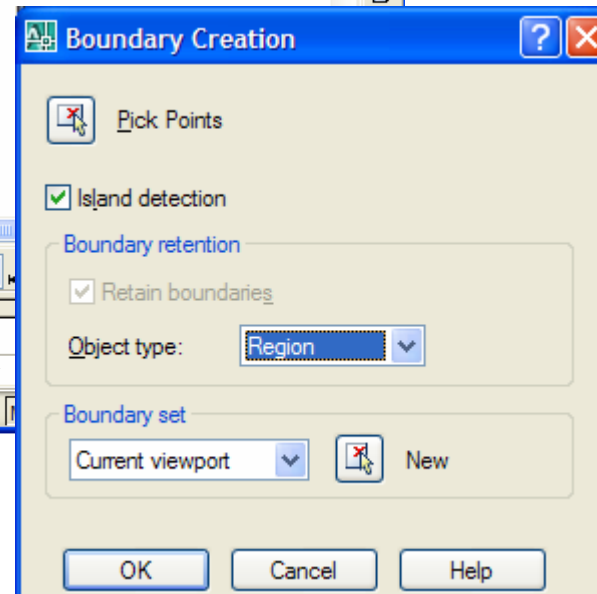 Boundary Creation
Pick Points
Island detection
Boundary retention
Retain boundaries
Object type: Region
Boundary set
Current viewport New
OK Cancel Help